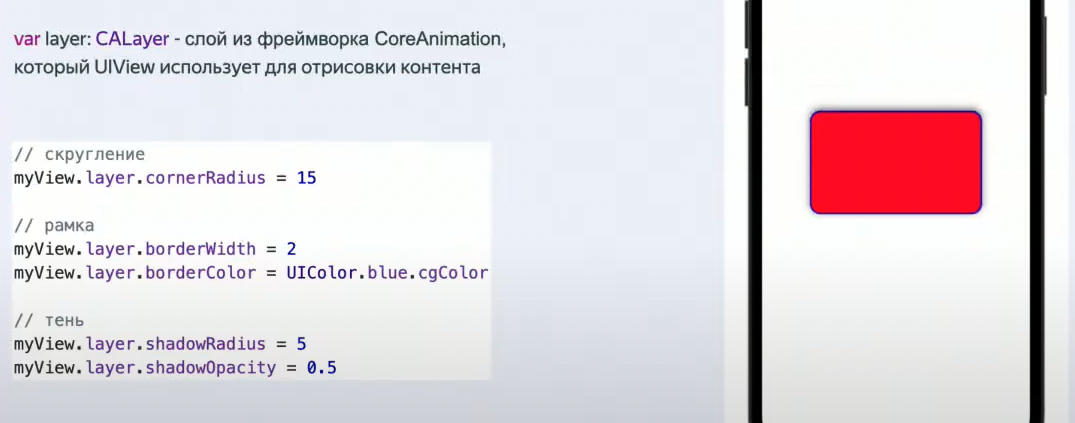 var layer: CALayer - слой из фреймворка CoreAnimation,
который UIView использует для отрисовки контента
// скругление
myView.layer.cornerRadius = 15
// рамка
myView.layer.borderWidth = 2
myView.layer.borderColor = UIColor.blue.cgColor
// тень
myView.layer.shadowRadius = 5
myView.layer.shadowOpacity = 0.5